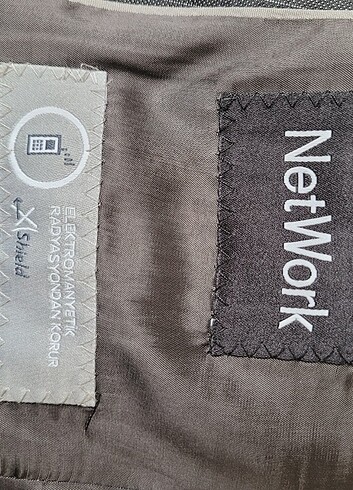 NetWork
ELEKTROMANYETİK
RADYASYONDAN KORUR
Shield